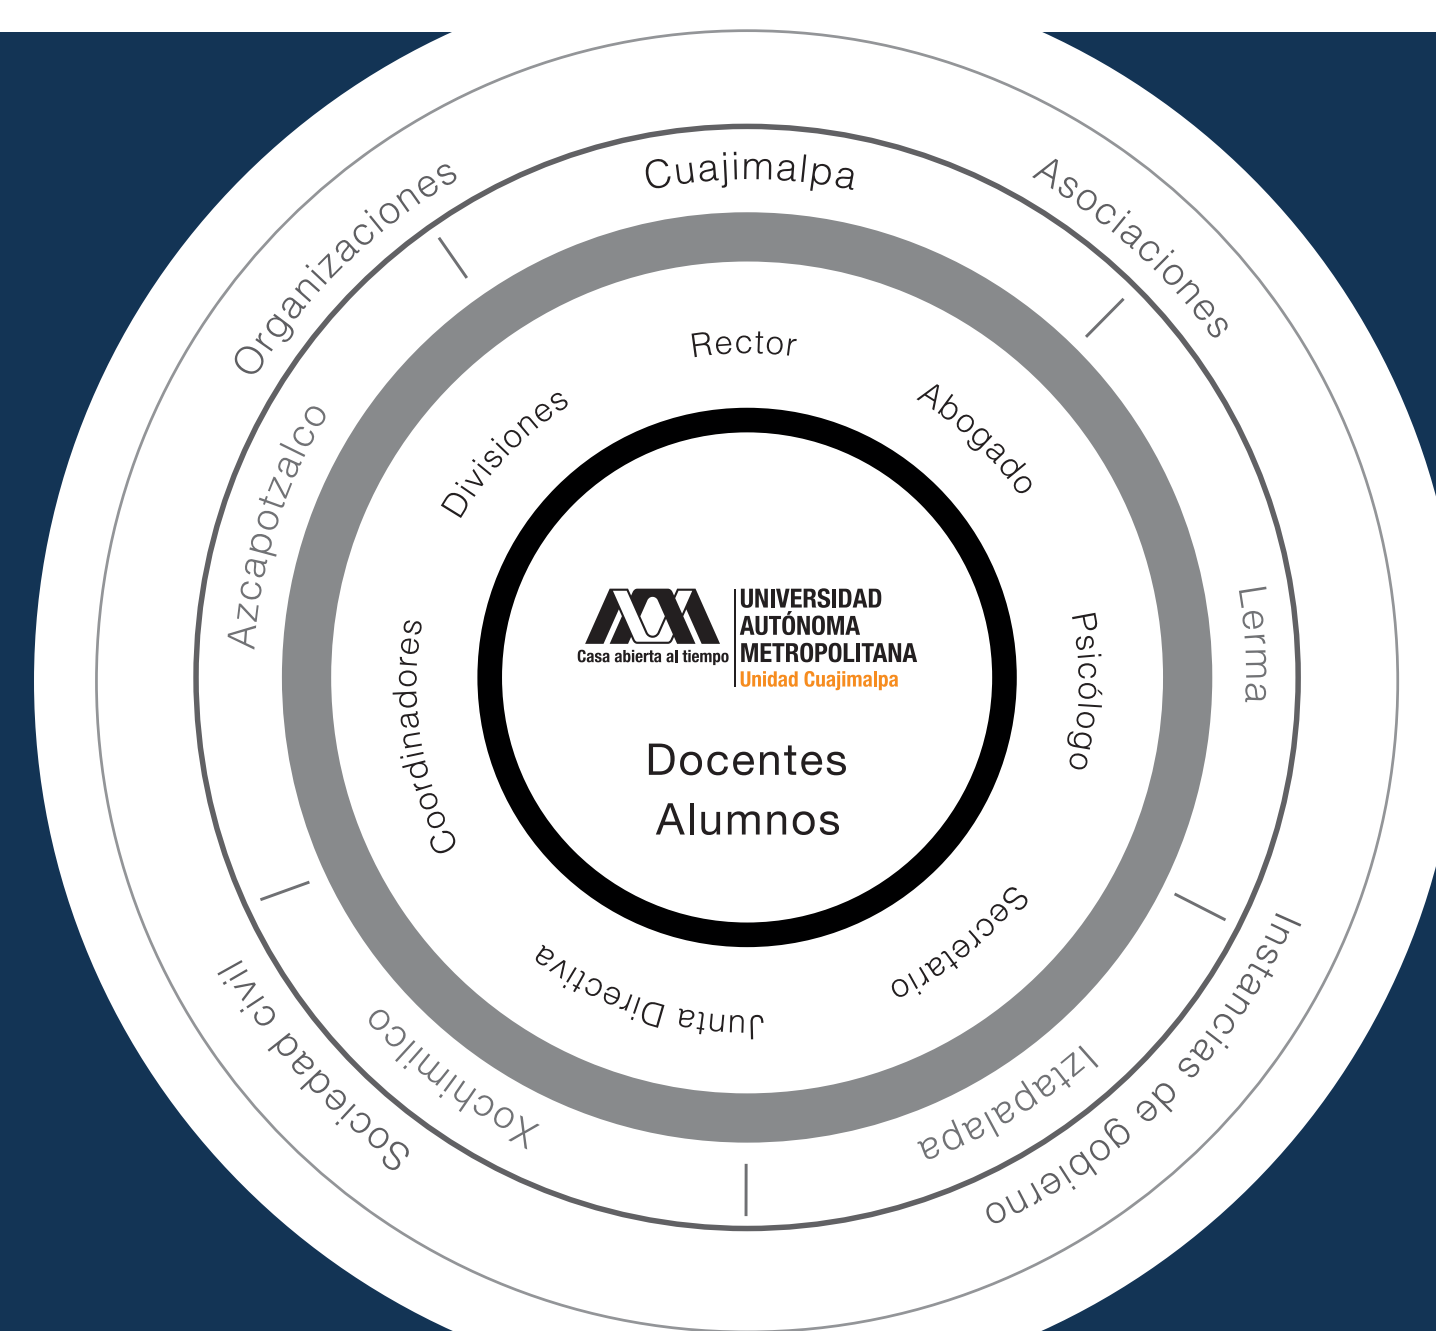 Organizaciones
Asociaciones
Instancias de gobierno
Sociedad civil
Cuajimalpa
Lerma
Iztapalapa
Xochimilco
Azcapotzalco
Rector
Abogado
Psicólogo
Secretario
Junta Directiva
Coordinadores
Divisiones
Casa abierta al tiempo
UNIVERSIDAD
AUTÓNOMA
METROPOLITANA
Unidad Cuajimalpa
Docentes
Alumnos